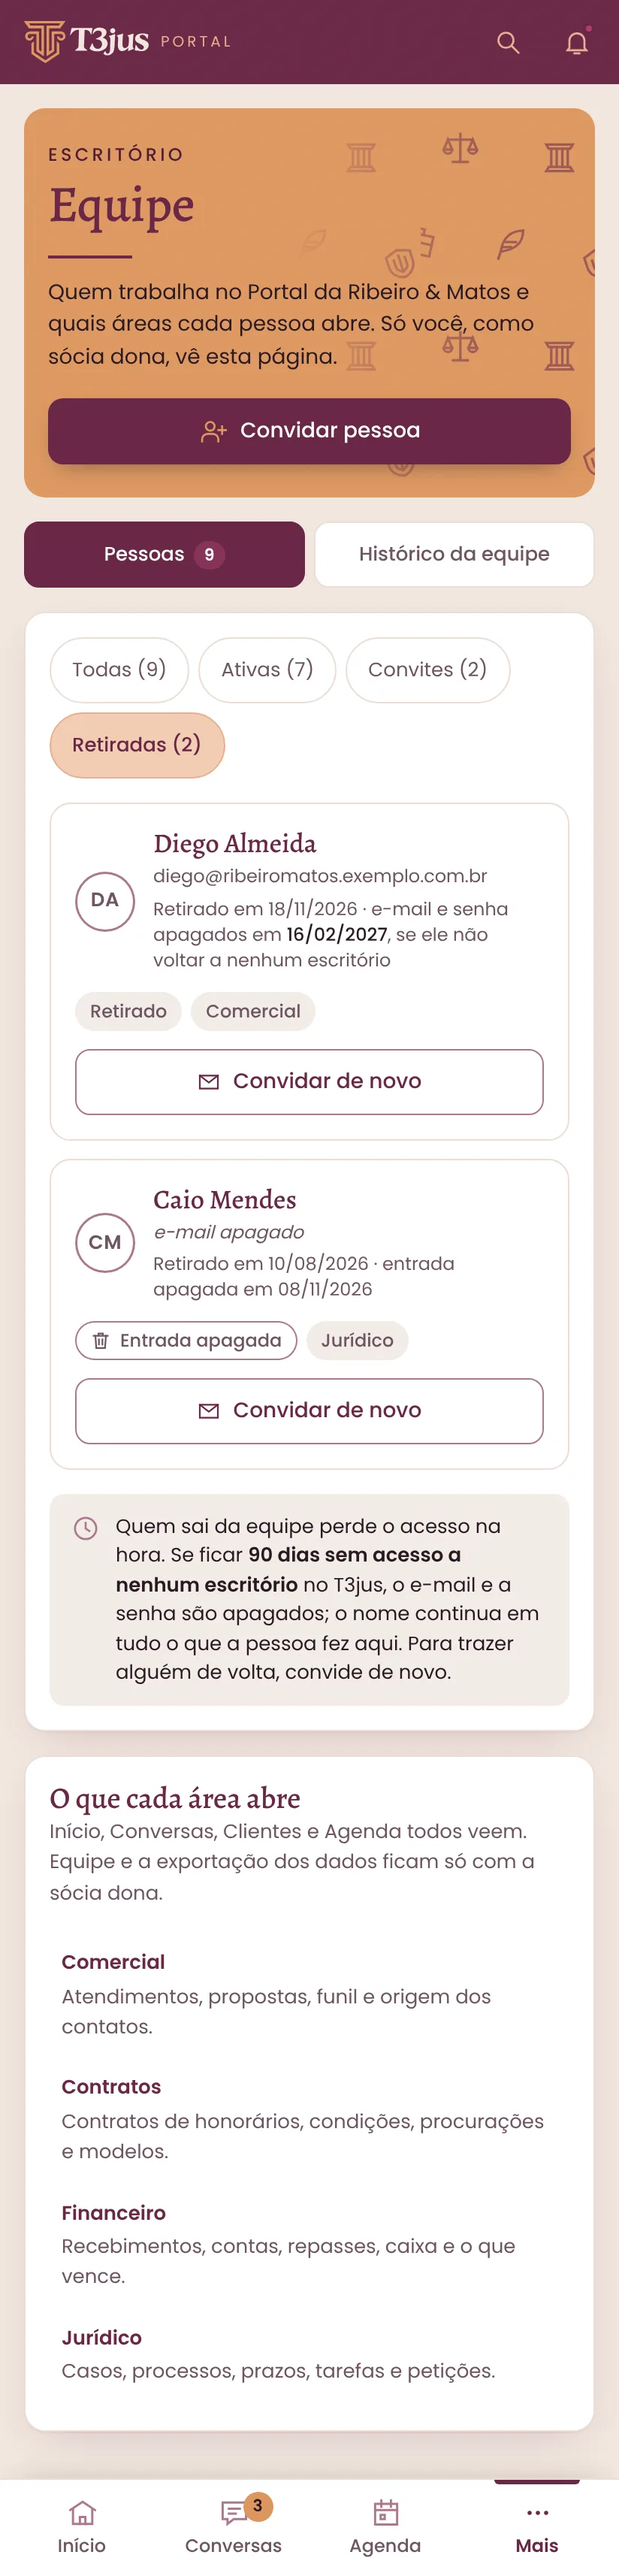 T3jus PORTAL
ESCRITÓRIO
Equipe
Quem trabalha no Portal da Ribeiro & Matos e
quais áreas cada pessoa abre. Só você, como
sócia dona, vê esta página.
Convidar pessoa
Pessoas 9
Histórico da equipe
Todas (9)
Ativas (7)
Convites (2)
Retiradas (2)
Diego Almeida
DA
diego@ribeiromatos.exemplo.com.br
Retirado em 18/11/2026 · e-mail e senha
apagados em 16/02/2027, se ele não
voltar a nenhum escritório
Retirado
Comercial
Convidar de novo
Caio Mendes
CM
e-mail apagado
Retirado em 10/08/2026 · entrada
apagada em 08/11/2026
Entrada apagada
Jurídico
Convidar de novo
Quem sai da equipe perde o acesso na
hora. Se ficar 90 dias sem acesso a
nenhum escritório no T3jus, o e-mail e a
senha são apagados; o nome continua em
tudo o que a pessoa fez aqui. Para trazer
alguém de volta, convide de novo.
O que cada área abre
Início, Conversas, Clientes e Agenda todos veem.
Equipe e a exportação dos dados ficam só com a
sócia dona.
Comercial
Atendimentos, propostas, funil e origem dos
contatos.
Contratos
Contratos de honorários, condições, procurações
e modelos.
Financeiro
Recebimentos, contas, repasses, caixa e o que
vence.
Jurídico
Casos, processos, prazos, tarefas e petições.
3
Início
Conversas
Agenda
Mais